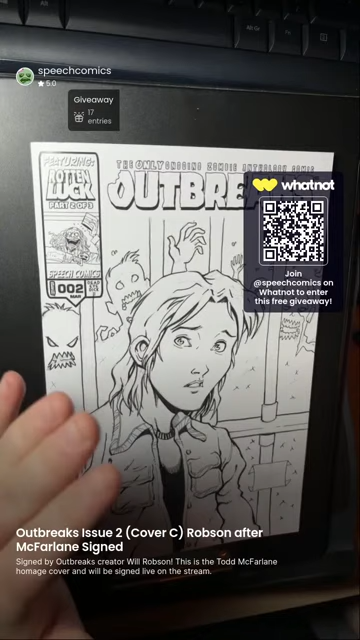 speechcomics
★ 5.0
Giveaway
17
entries
whatnot
Join
@speechcomics on
Whatnot to enter
this free giveaway!
FEATURING:
ROTTEN
LUCK
PART 2 OF 3
SPEECH COMICS
002
MAR
THE ONLY ONGOING ZOMBIE ANTHOLOGY COMIC
OUTBREA
Outbreaks Issue 2 (Cover C) Robson after
McFarlane Signed
Signed by Outbreaks creator Will Robson! This is the Todd McFarlane
homage cover and will be signed live on the stream.